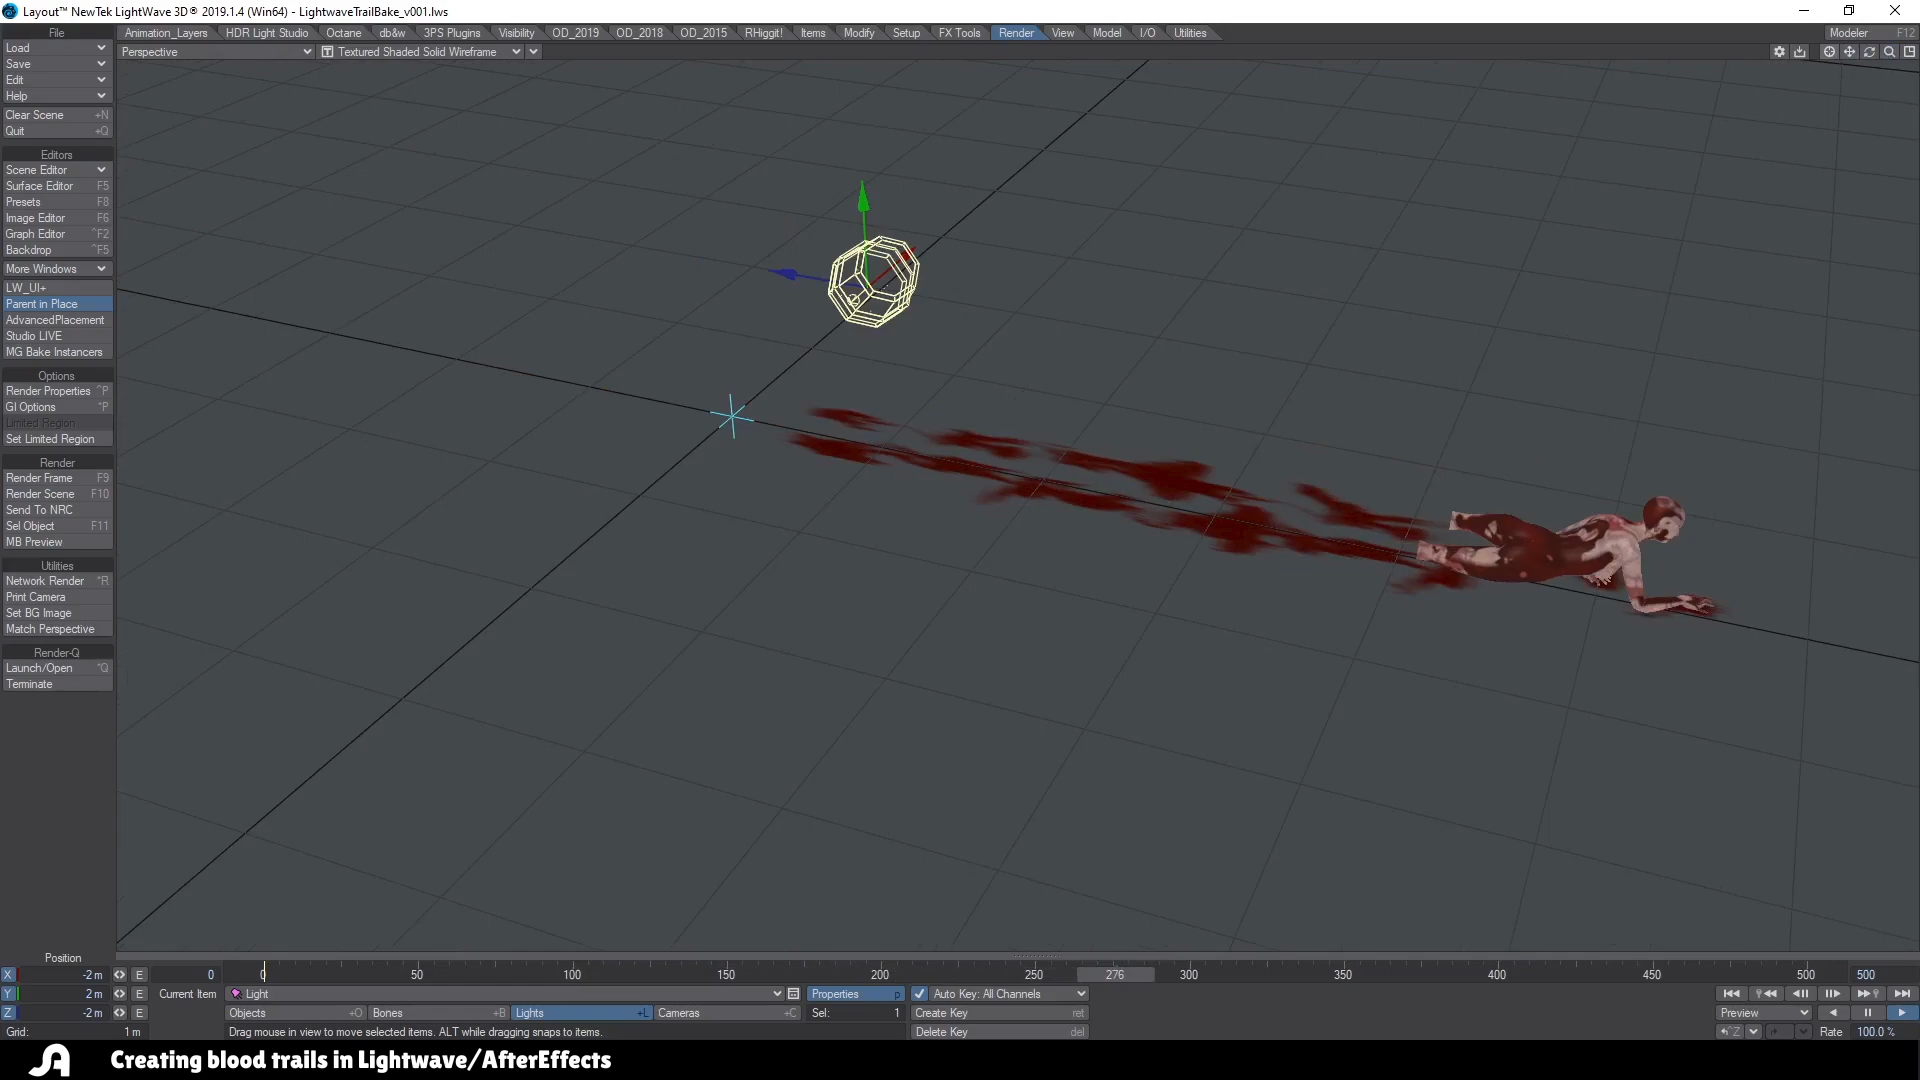 Layout™ NewTek LightWave 3D® 2019.1.4 (Win64) - LightwaveTrailBake_v001.lws
File
Animation_Layers HDR Light Studio Octane db&w 3PS Plugins Visibility OD_2019 OD_2018 OD_2015 RHiggit! Items Modify Setup FX Tools Render View Model I/O Utilities Modeler F12
Load
Perspective T Textured Shaded Solid Wireframe
Save
Edit
Help
Clear Scene +N
Quit +Q
Editors
Scene Editor
Surface Editor F5
Presets F8
Image Editor F6
Graph Editor ^F2
Backdrop ^F5
More Windows
LW_UI+
Parent in Place
AdvancedPlacement
Studio LIVE
MG Bake Instancers
Options
Render Properties ^P
GI Options *P
Limited Region
Set Limited Region
Render
Render Frame F9
Render Scene F10
Send To NRC
Sel Object F11
MB Preview
Utilities
Network Render *R
Print Camera
Set BG Image
Match Perspective
Render-Q
Launch/Open *Q
Terminate
Position
X -2 m E 0 0 50 100 150 200 250 276 300 350 400 450 500 500
Y 2 m E Current Item Light Properties p Auto Key: All Channels
Z -2 m E Objects +O Bones +B Lights +L Cameras +C Sel: 1 Create Key ret Preview
Grid: 1 m Drag mouse in view to move selected items. ALT while dragging snaps to items. Delete Key del ^Z Rate 100.0 %
Creating blood trails in Lightwave/AfterEffects